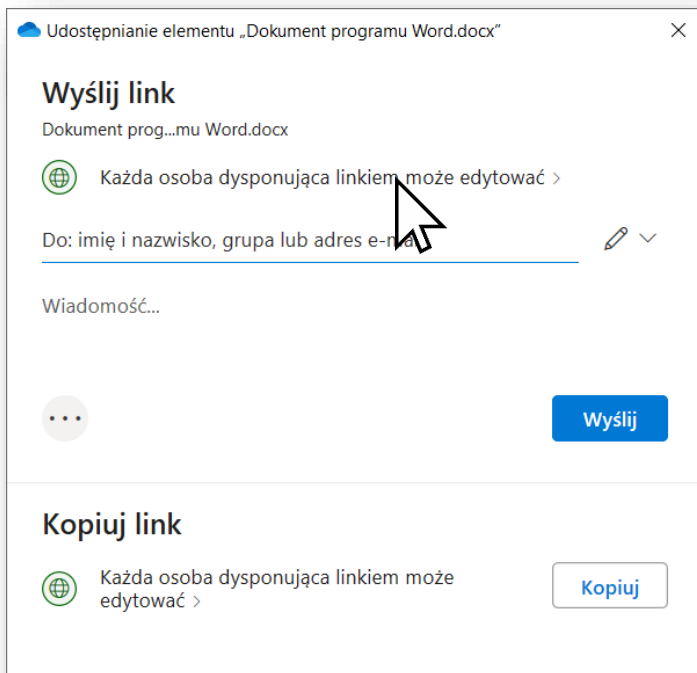 Udostępnianie elementu „Dokument programu Word.docx”
Wyślij link
Dokument prog...mu Word.docx
Każda osoba dysponująca linkiem może edytować >
Do: imię i nazwisko, grupa lub adres
Wiadomość...
Wyślij
Kopiuj link
Każda osoba dysponująca linkiem może
edytować >
Kopiuj